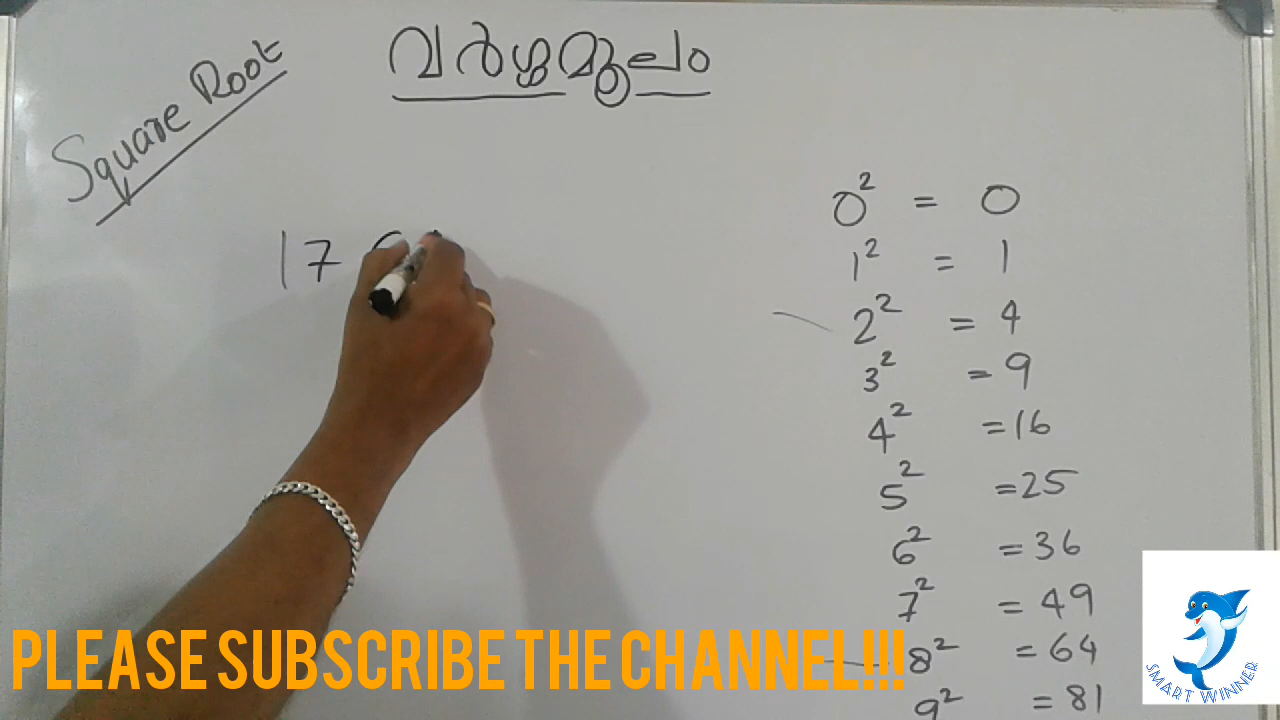 Square Root
വർഗ്ഗമൂലം
17
0² = 0
1² = 1
2² = 4
3² = 9
4² = 16
5² = 25
6² = 36
7² = 49
8² = 64
9² = 81
PLEASE SUBSCRIBE THE CHANNEL!!!
SMART WINNER